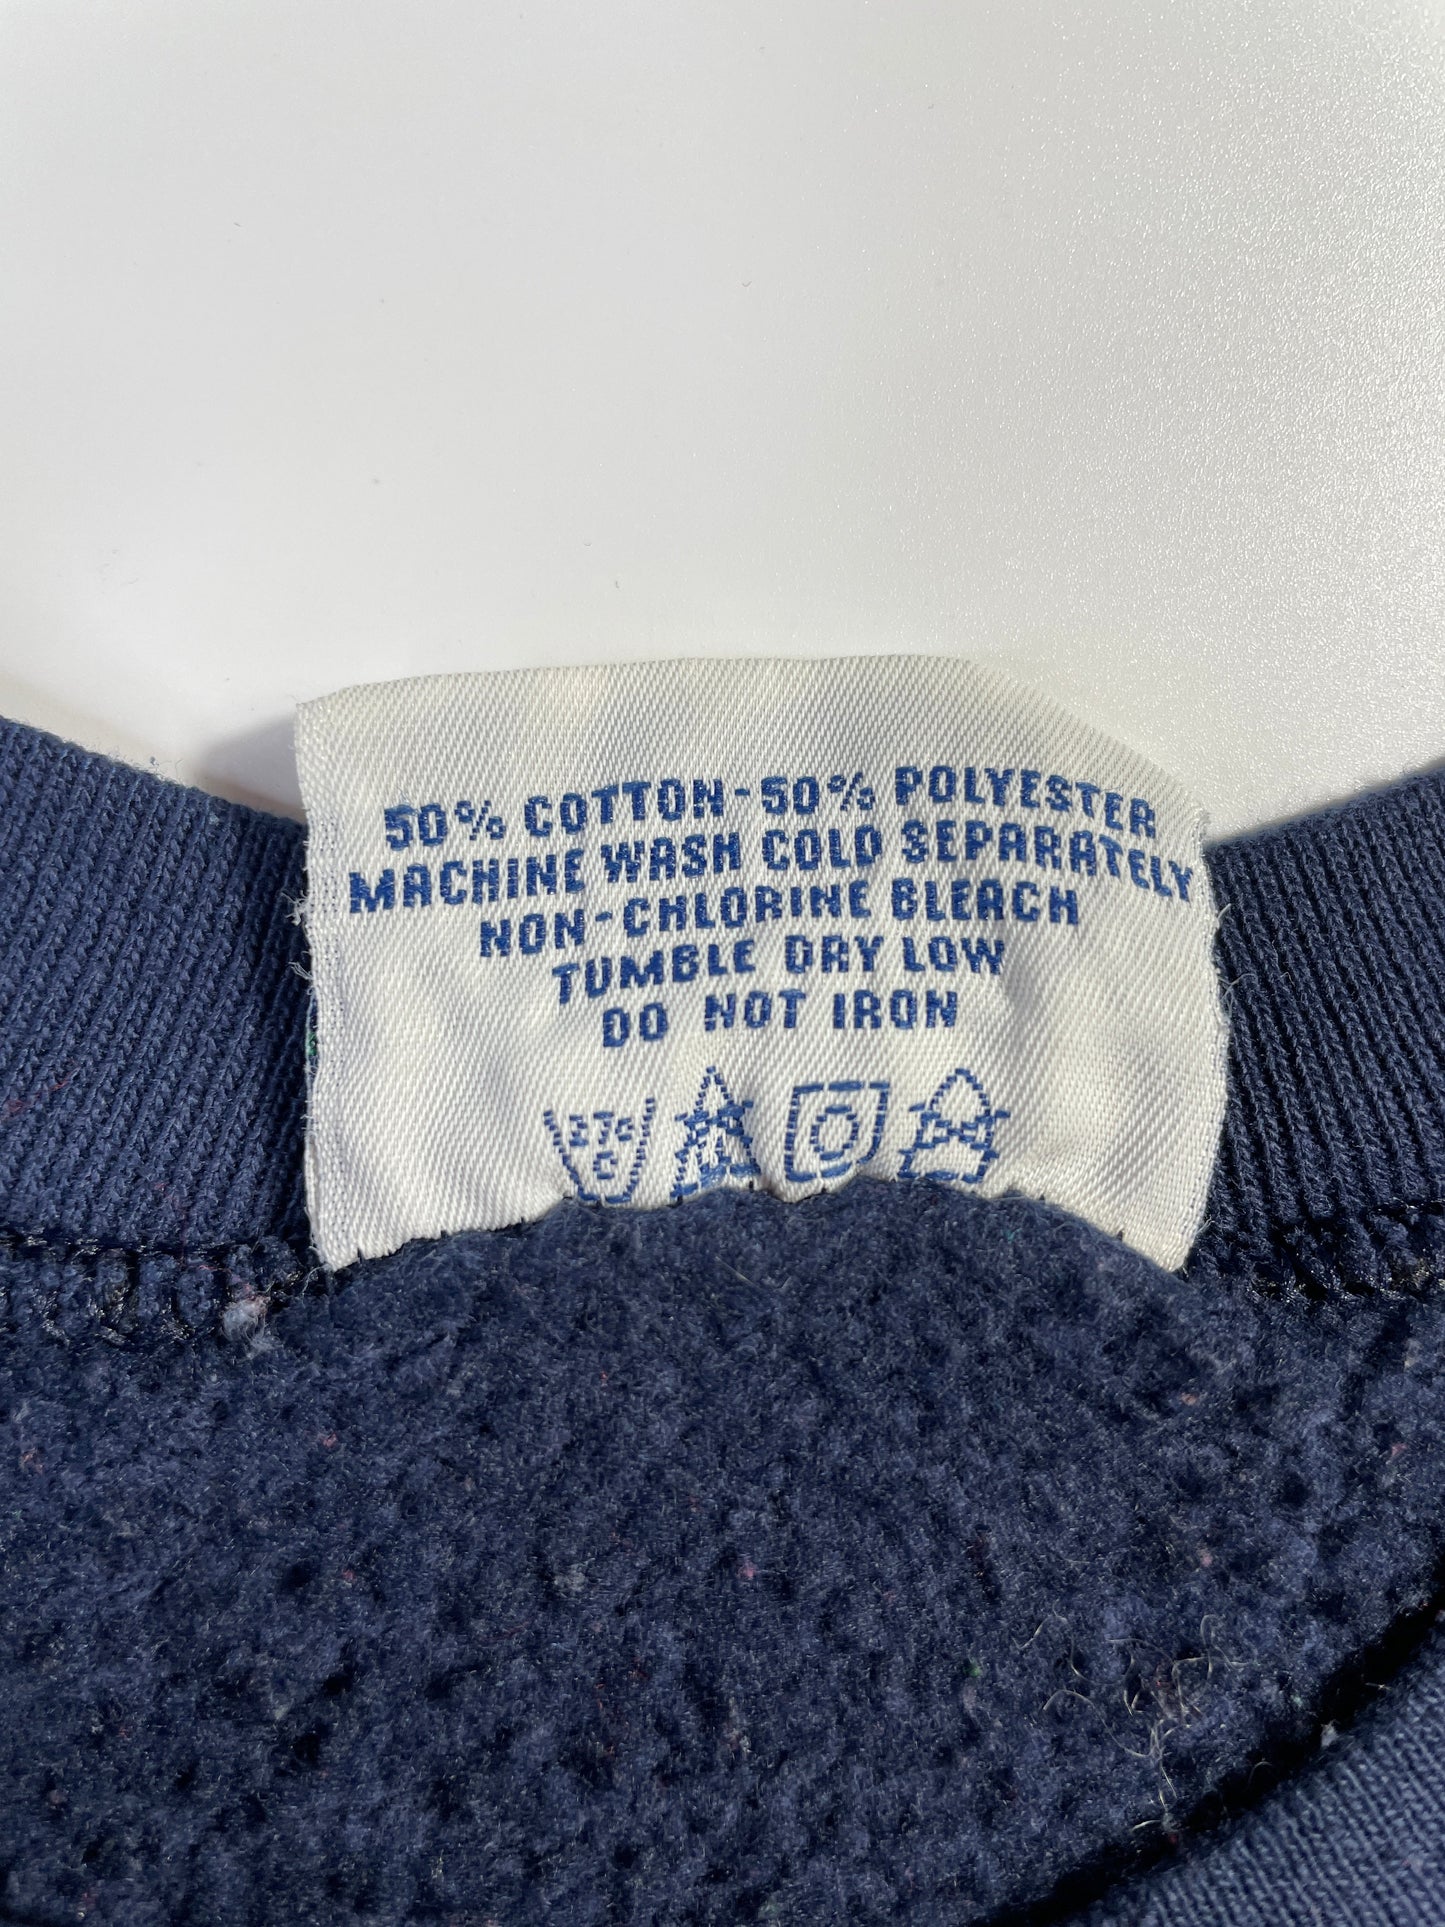 50% COTTON-50% POLYESTER
MACHINE WASH COLD SEPARATELY
NON-CHLORINE BLEACH
TUMBLE DRY LOW
DO NOT IRON